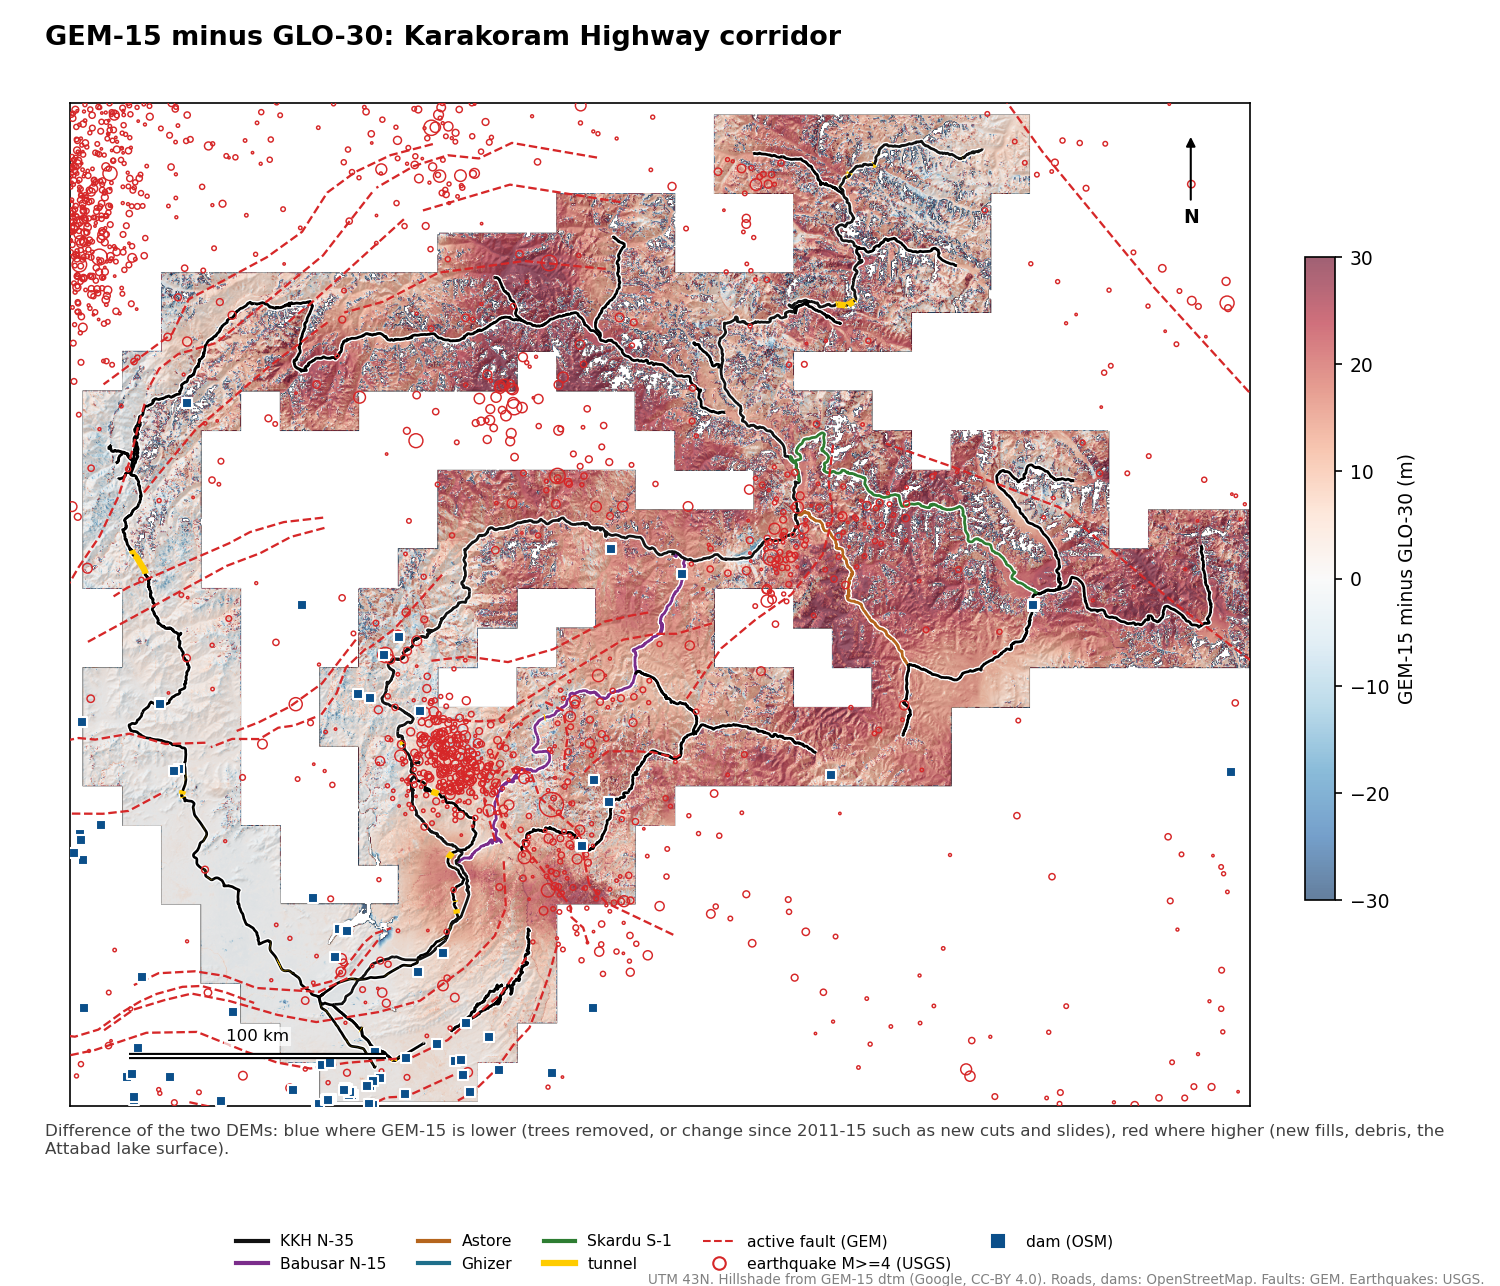 GEM-15 minus GLO-30: Karakoram Highway corridor
N
30
20
10
0
−10
−20
−30
GEM-15 minus GLO-30 (m)
100 km
Difference of the two DEMs: blue where GEM-15 is lower (trees removed, or change since 2011-15 such as new cuts and slides), red where higher (new fills, debris, the
Attabad lake surface).
KKH N-35
Astore
Skardu S-1
active fault (GEM)
dam (OSM)
Babusar N-15
Ghizer
tunnel
earthquake M>=4 (USGS)
UTM 43N. Hillshade from GEM-15 dtm (Google, CC-BY 4.0). Roads, dams: OpenStreetMap. Faults: GEM. Earthquakes: USGS.